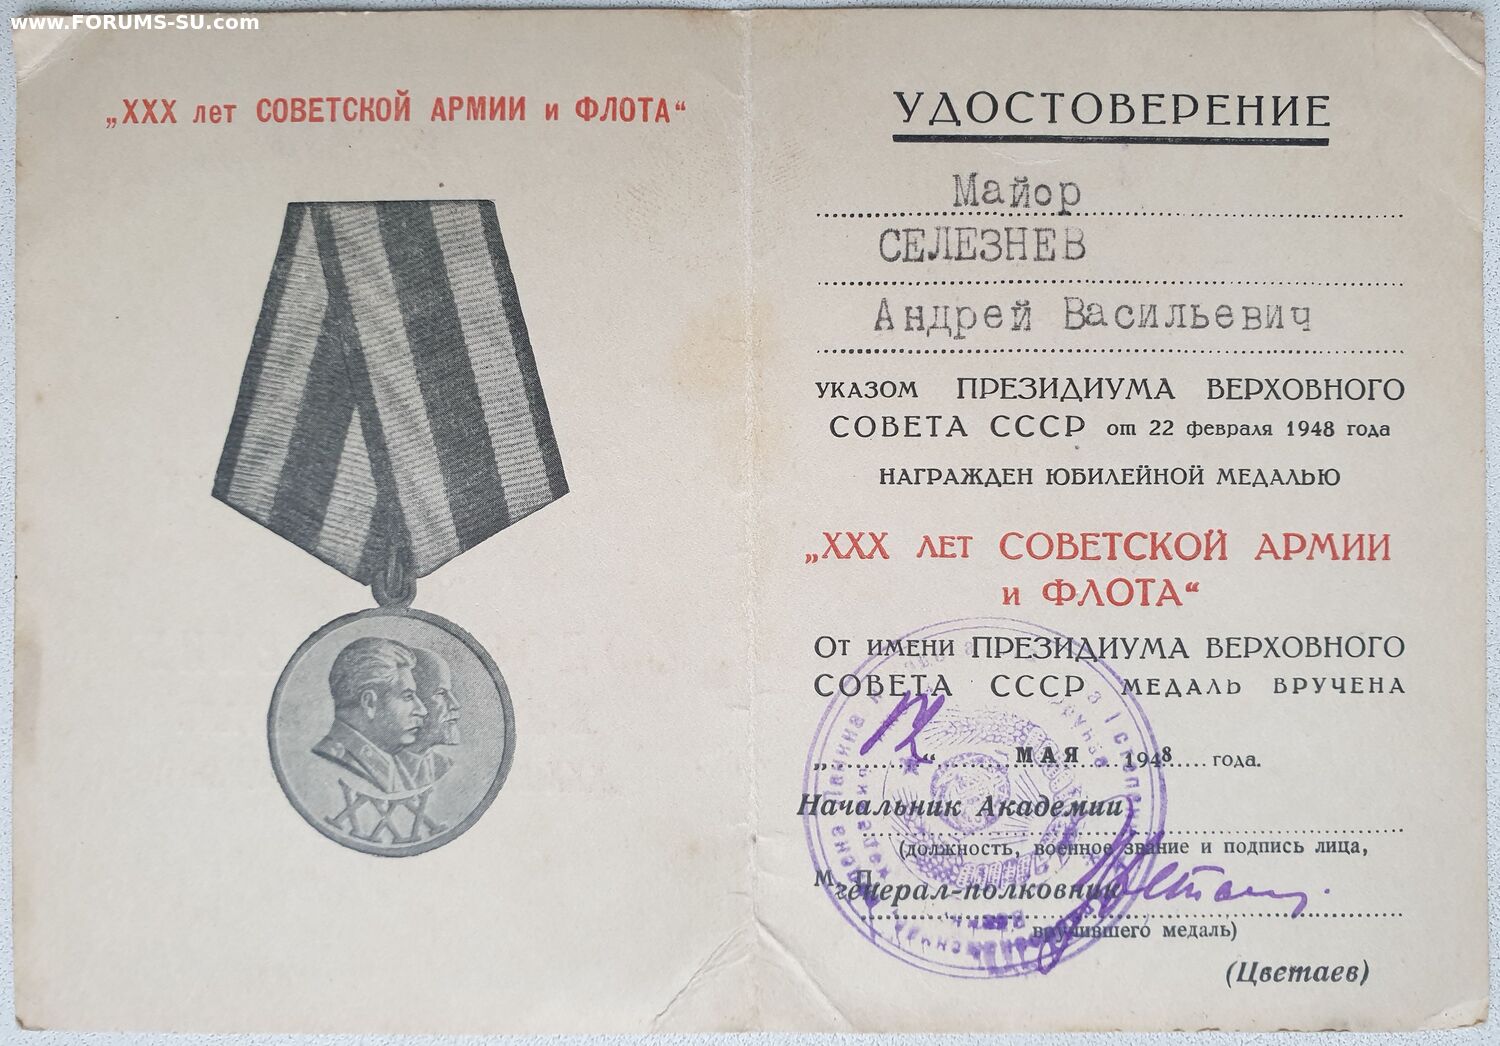 www.FORUMS-SU.com
„XXX лет СОВЕТСКОЙ АРМИИ и ФЛОТА“
XXX
УДОСТОВЕРЕНИЕ
Майор
СЕЛЕЗНЕВ
Андрей Васильевич
УКАЗОМ ПРЕЗИДИУМА ВЕРХОВНОГО
СОВЕТА СССР от 22 февраля 1948 года
НАГРАЖДЕН ЮБИЛЕЙНОЙ МЕДАЛЬЮ
„XXX ЛЕТ СОВЕТСКОЙ АРМИИ
И ФЛОТА“
ОТ ИМЕНИ ПРЕЗИДИУМА ВЕРХОВНОГО
СОВЕТА СССР МЕДАЛЬ ВРУЧЕНА
„12“ МАЯ 1948 года.
Начальник Академии
(должность, военное звание и подпись лица,
М. П.
генерал-полковник
вручившего медаль)
(Цветаев)